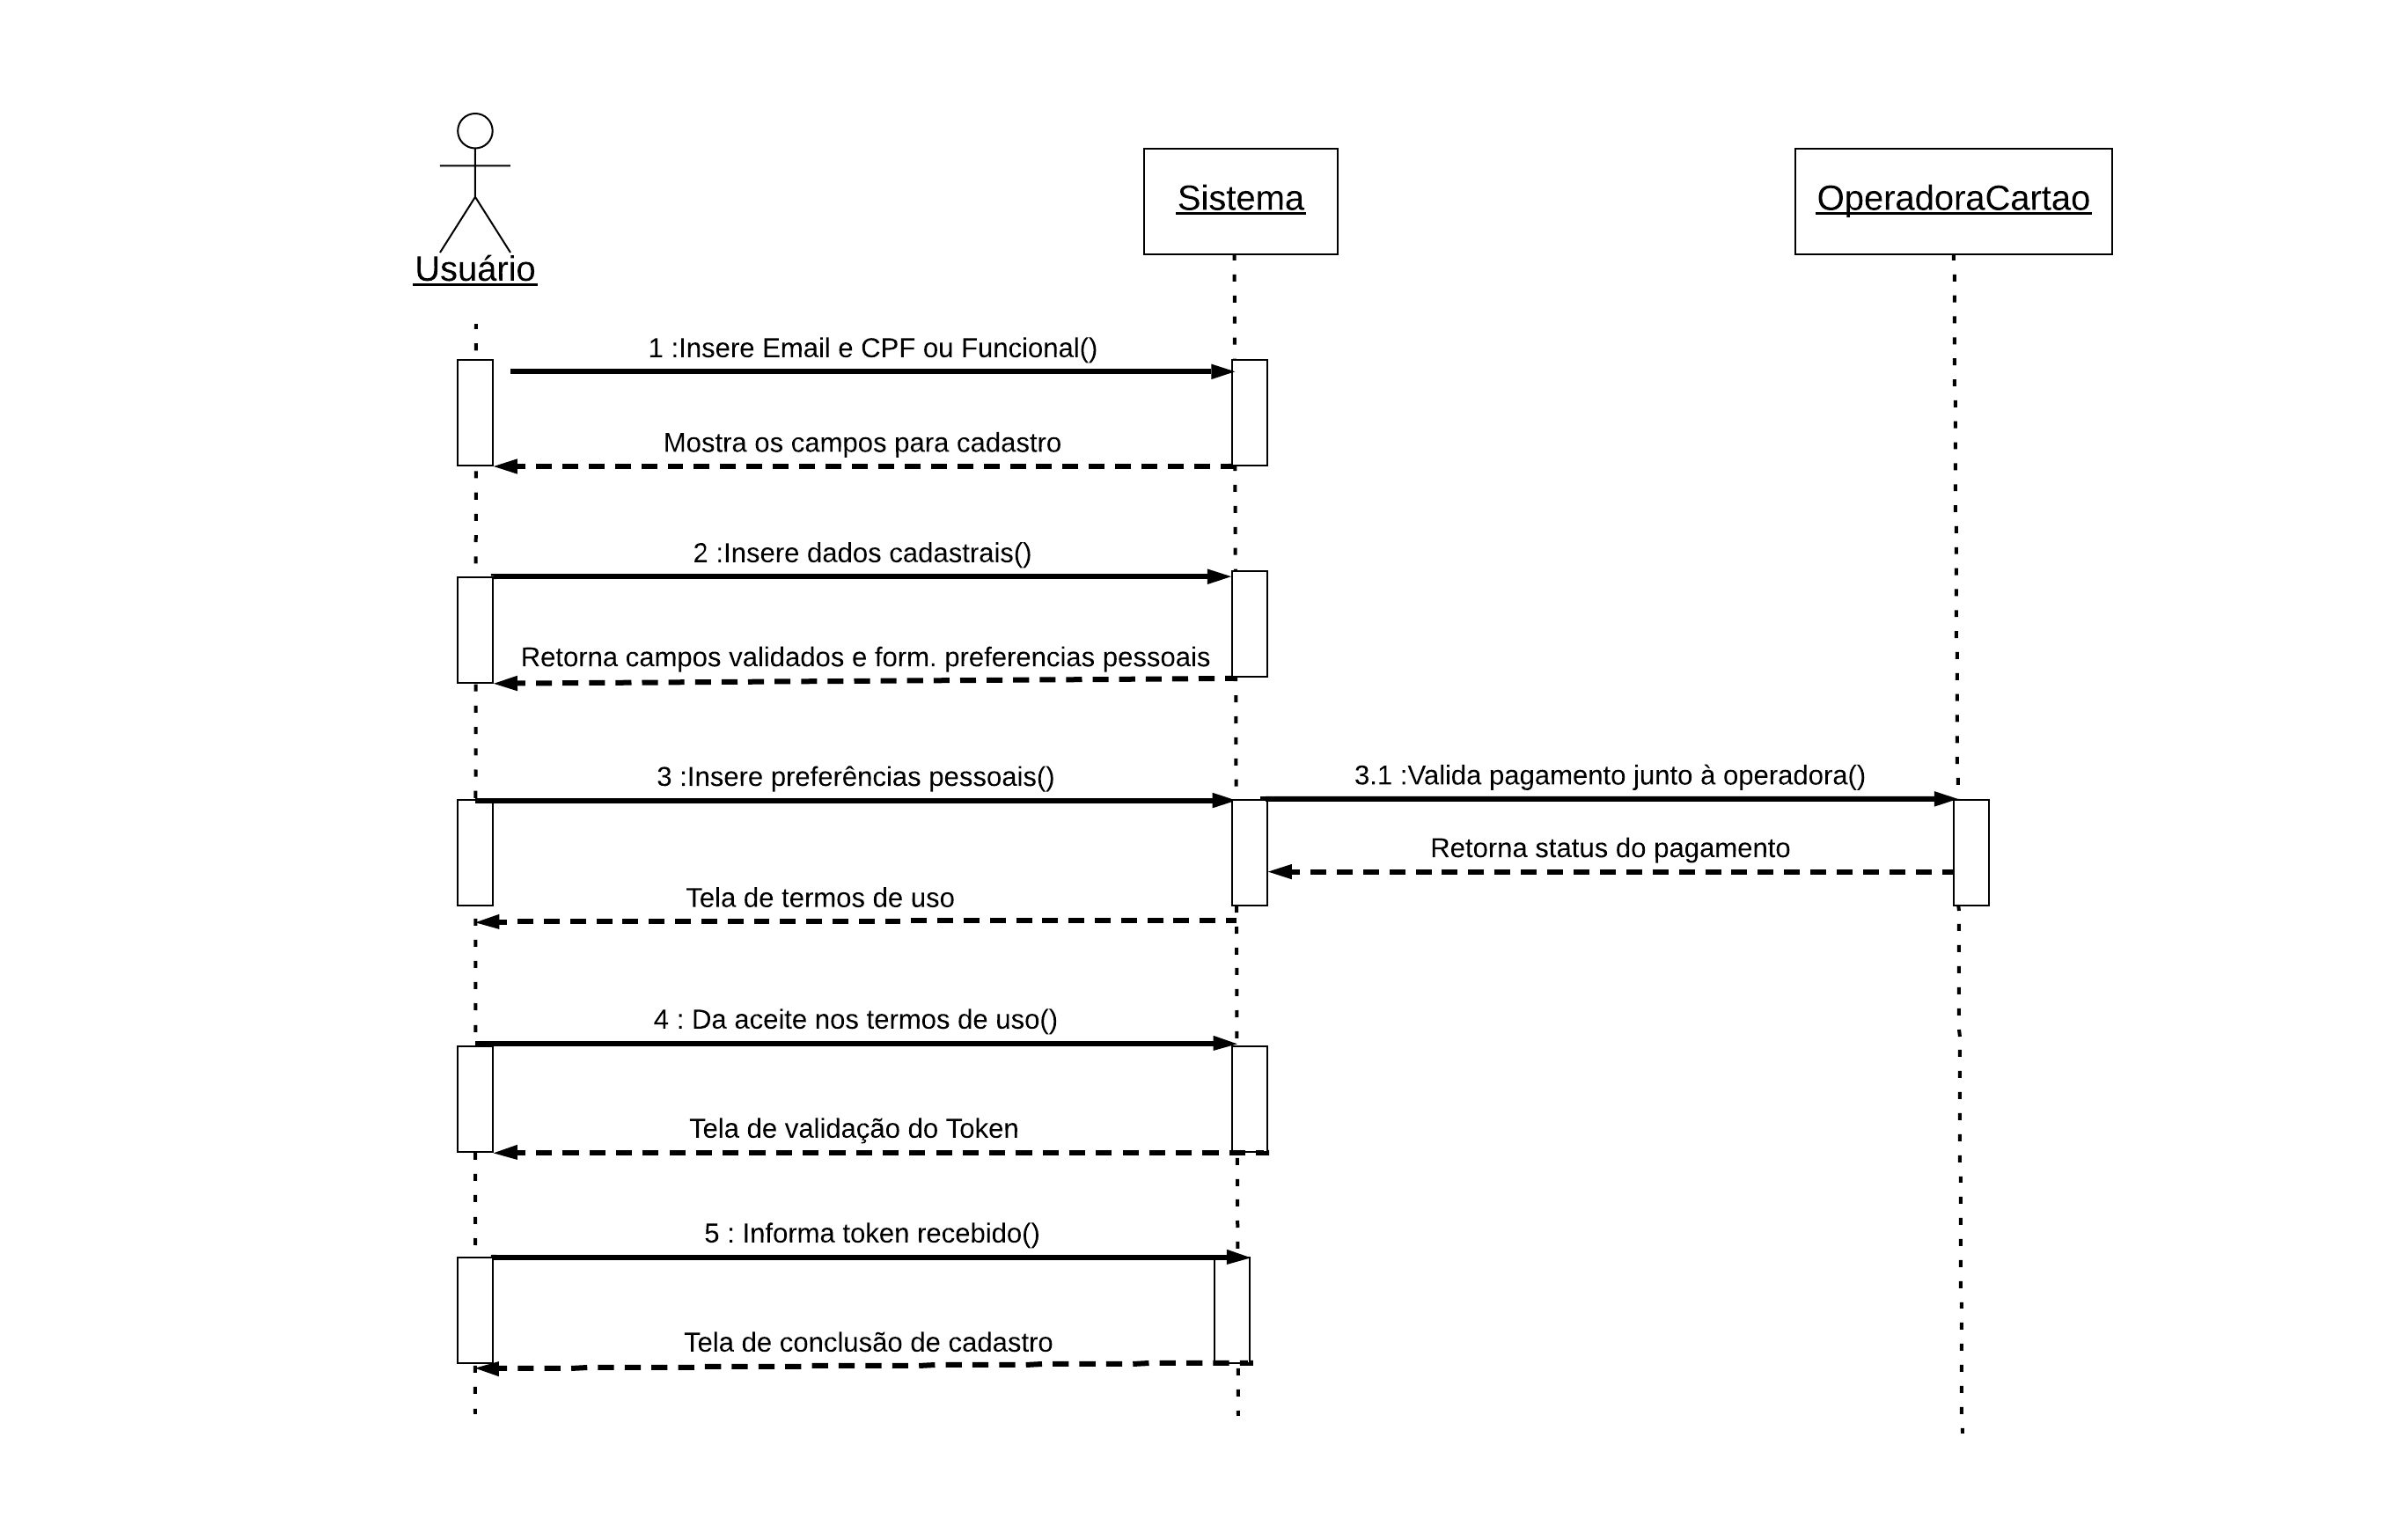 Usuário
Sistema
OperadoraCartao
1 :Insere Email e CPF ou Funcional()
Mostra os campos para cadastro
2 :Insere dados cadastrais()
Retorna campos validados e form. preferencias pessoais
3 :Insere preferências pessoais()
3.1 :Valida pagamento junto à operadora()
Retorna status do pagamento
Tela de termos de uso
4 : Da aceite nos termos de uso()
Tela de validação do Token
5 : Informa token recebido()
Tela de conclusão de cadastro